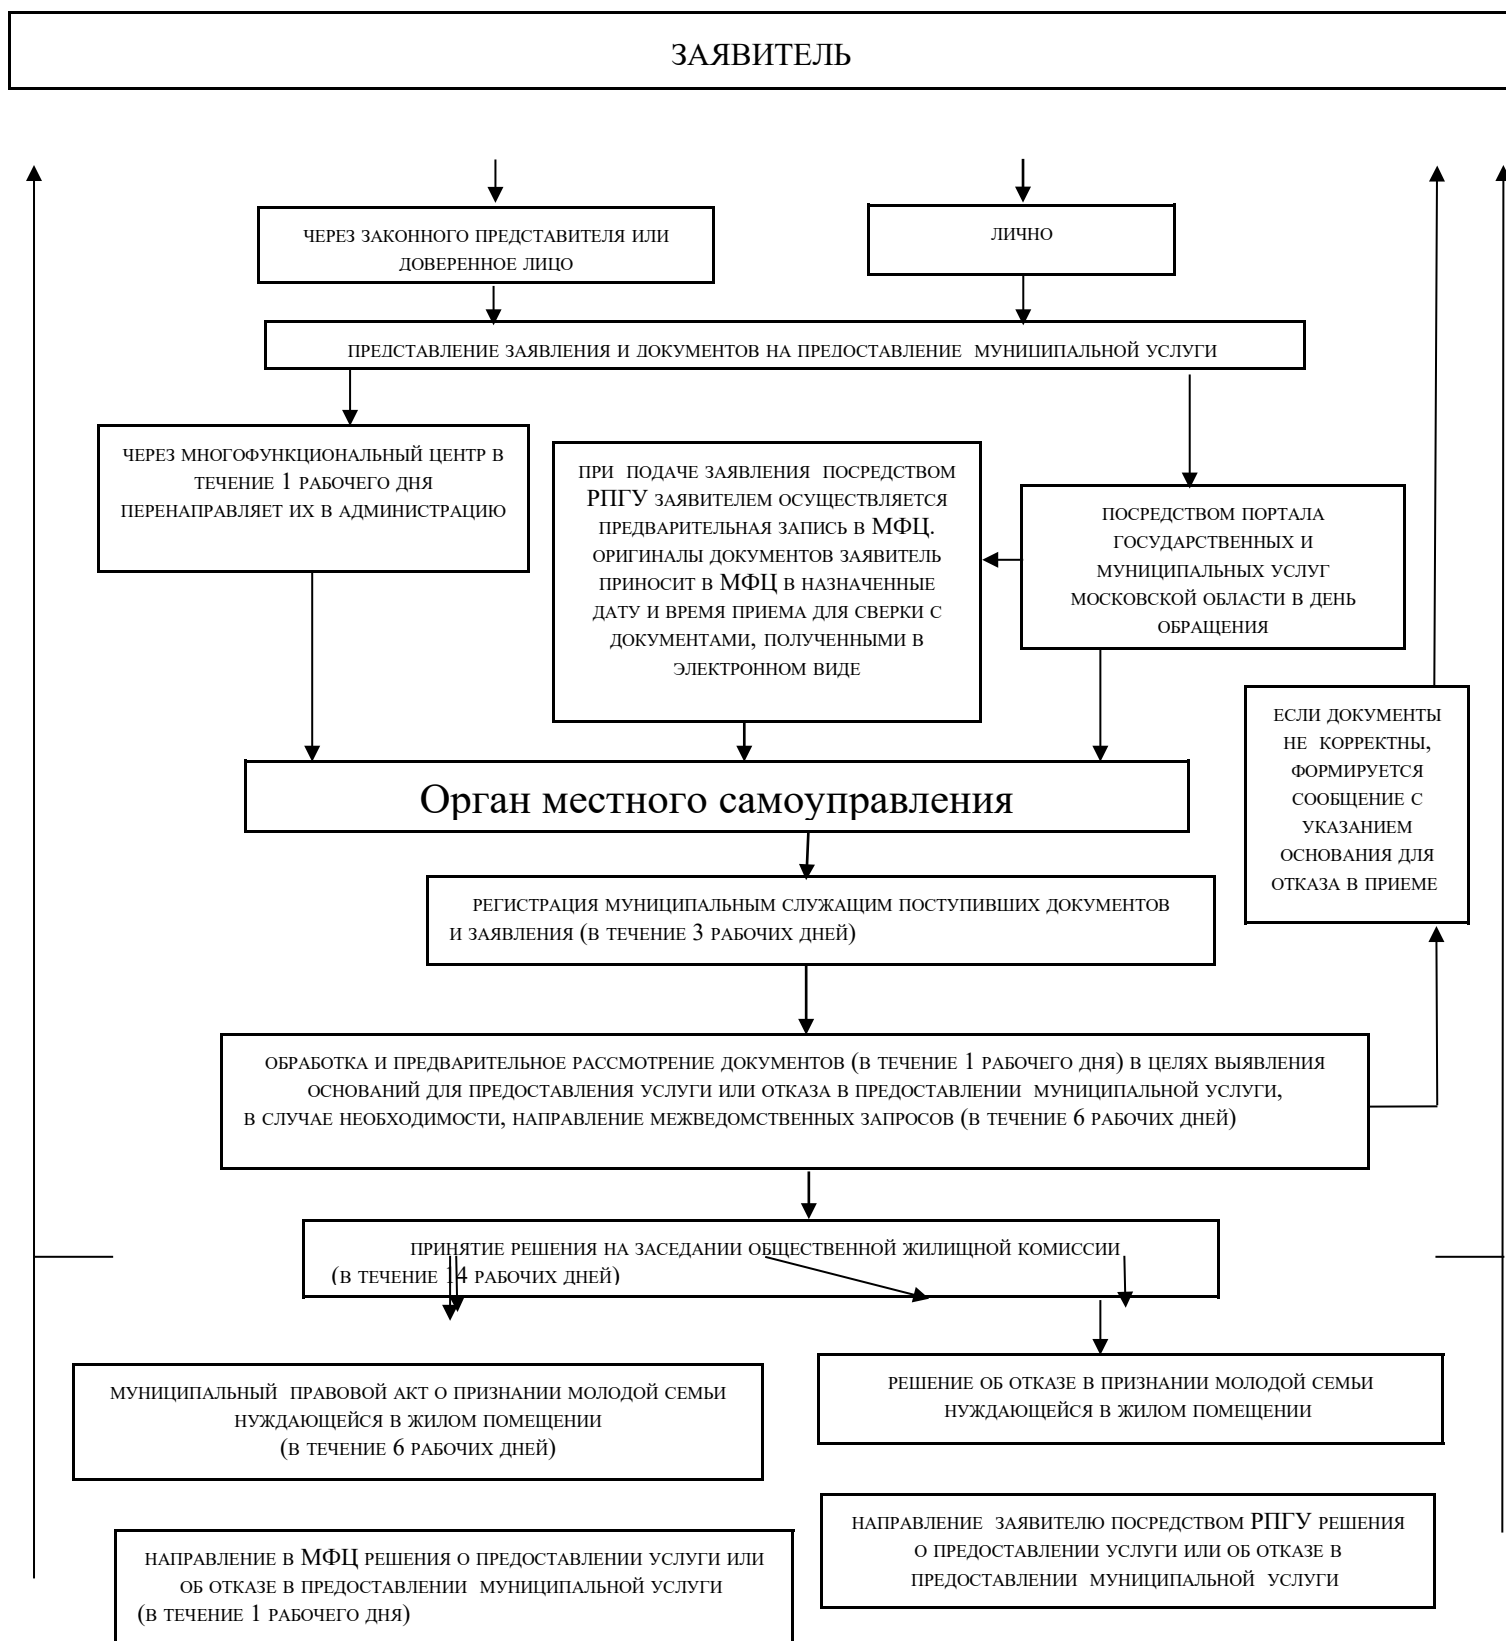 ЗАЯВИТЕЛЬ
ЧЕРЕЗ ЗАКОННОГО ПРЕДСТАВИТЕЛЯ ИЛИ
ДОВЕРЕННОЕ ЛИЦО
ЛИЧНО
ПРЕДСТАВЛЕНИЕ ЗАЯВЛЕНИЯ И ДОКУМЕНТОВ НА ПРЕДОСТАВЛЕНИЕ МУНИЦИПАЛЬНОЙ УСЛУГИ
ЧЕРЕЗ МНОГОФУНКЦИОНАЛЬНЫЙ ЦЕНТР В
ТЕЧЕНИЕ 1 РАБОЧЕГО ДНЯ
ПЕРЕНАПРАВЛЯЕТ ИХ В АДМИНИСТРАЦИЮ
ПРИ ПОДАЧЕ ЗАЯВЛЕНИЯ ПОСРЕДСТВОМ
РПГУ ЗАЯВИТЕЛЕМ ОСУЩЕСТВЛЯЕТСЯ
ПРЕДВАРИТЕЛЬНАЯ ЗАПИСЬ В МФЦ.
ОРИГИНАЛЫ ДОКУМЕНТОВ ЗАЯВИТЕЛЬ
ПРИНОСИТ В МФЦ В НАЗНАЧЕННЫЕ
ДАТУ И ВРЕМЯ ПРИЕМА ДЛЯ СВЕРКИ С
ДОКУМЕНТАМИ, ПОЛУЧЕННЫМИ В
ЭЛЕКТРОННОМ ВИДЕ
ПОСРЕДСТВОМ ПОРТАЛА
ГОСУДАРСТВЕННЫХ И
МУНИЦИПАЛЬНЫХ УСЛУГ
МОСКОВСКОЙ ОБЛАСТИ В ДЕНЬ
ОБРАЩЕНИЯ
ЕСЛИ ДОКУМЕНТЫ
НЕ КОРРЕКТНЫ,
ФОРМИРУЕТСЯ
СООБЩЕНИЕ С
УКАЗАНИЕМ
ОСНОВАНИЯ ДЛЯ
ОТКАЗА В ПРИЕМЕ
Орган местного самоуправления
РЕГИСТРАЦИЯ МУНИЦИПАЛЬНЫМ СЛУЖАЩИМ ПОСТУПИВШИХ ДОКУМЕНТОВ
И ЗАЯВЛЕНИЯ (В ТЕЧЕНИЕ 3 РАБОЧИХ ДНЕЙ)
ОБРАБОТКА И ПРЕДВАРИТЕЛЬНОЕ РАССМОТРЕНИЕ ДОКУМЕНТОВ (В ТЕЧЕНИЕ 1 РАБОЧЕГО ДНЯ) В ЦЕЛЯХ ВЫЯВЛЕНИЯ
ОСНОВАНИЙ ДЛЯ ПРЕДОСТАВЛЕНИЯ УСЛУГИ ИЛИ ОТКАЗА В ПРЕДОСТАВЛЕНИИ МУНИЦИПАЛЬНОЙ УСЛУГИ,
В СЛУЧАЕ НЕОБХОДИМОСТИ, НАПРАВЛЕНИЕ МЕЖВЕДОМСТВЕННЫХ ЗАПРОСОВ (В ТЕЧЕНИЕ 6 РАБОЧИХ ДНЕЙ)
ПРИНЯТИЕ РЕШЕНИЯ НА ЗАСЕДАНИИ ОБЩЕСТВЕННОЙ ЖИЛИЩНОЙ КОМИССИИ
(В ТЕЧЕНИЕ 14 РАБОЧИХ ДНЕЙ)
МУНИЦИПАЛЬНЫЙ ПРАВОВОЙ АКТ О ПРИЗНАНИИ МОЛОДОЙ СЕМЬИ
НУЖДАЮЩЕЙСЯ В ЖИЛОМ ПОМЕЩЕНИИ
(В ТЕЧЕНИЕ 6 РАБОЧИХ ДНЕЙ)
РЕШЕНИЕ ОБ ОТКАЗЕ В ПРИЗНАНИИ МОЛОДОЙ СЕМЬИ
НУЖДАЮЩЕЙСЯ В ЖИЛОМ ПОМЕЩЕНИИ
НАПРАВЛЕНИЕ В МФЦ РЕШЕНИЯ О ПРЕДОСТАВЛЕНИИ УСЛУГИ ИЛИ
ОБ ОТКАЗЕ В ПРЕДОСТАВЛЕНИИ МУНИЦИПАЛЬНОЙ УСЛУГИ
(В ТЕЧЕНИЕ 1 РАБОЧЕГО ДНЯ)
НАПРАВЛЕНИЕ ЗАЯВИТЕЛЮ ПОСРЕДСТВОМ РПГУ РЕШЕНИЯ
О ПРЕДОСТАВЛЕНИИ УСЛУГИ ИЛИ ОБ ОТКАЗЕ В
ПРЕДОСТАВЛЕНИИ МУНИЦИПАЛЬНОЙ УСЛУГИ